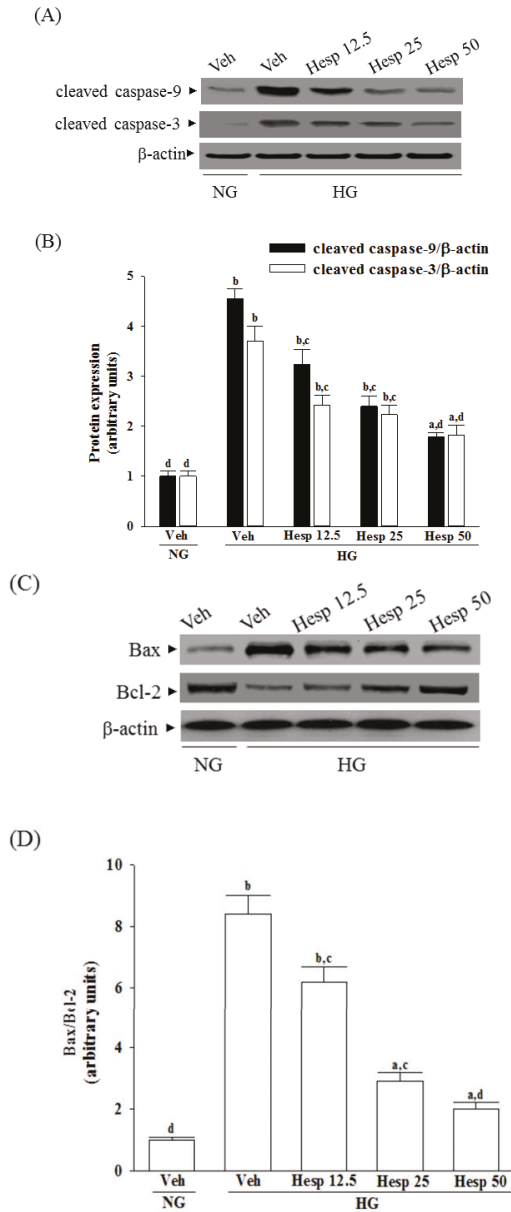 (A)
Veh Veh Hesp 12.5 Hesp 25 Hesp 50
cleaved caspase-9
cleaved caspase-3
β-actin
NG HG
(B)
cleaved caspase-9/β-actin
cleaved caspase-3/β-actin
Protein expression
(arbitrary units)
5
4
3
2
1
0
d d b b b,c b,c b,c b,c a,d a,d
Veh Veh Hesp 12.5 Hesp 25 Hesp 50
NG HG
(C)
Veh Veh Hesp 12.5 Hesp 25 Hesp 50
Bax
Bcl-2
β-actin
NG HG
(D)
Bax/Bcl-2
(arbitrary units)
10
8
6
4
2
0
d b b,c a,c a,d
Veh Veh Hesp 12.5 Hesp 25 Hesp 50
NG HG